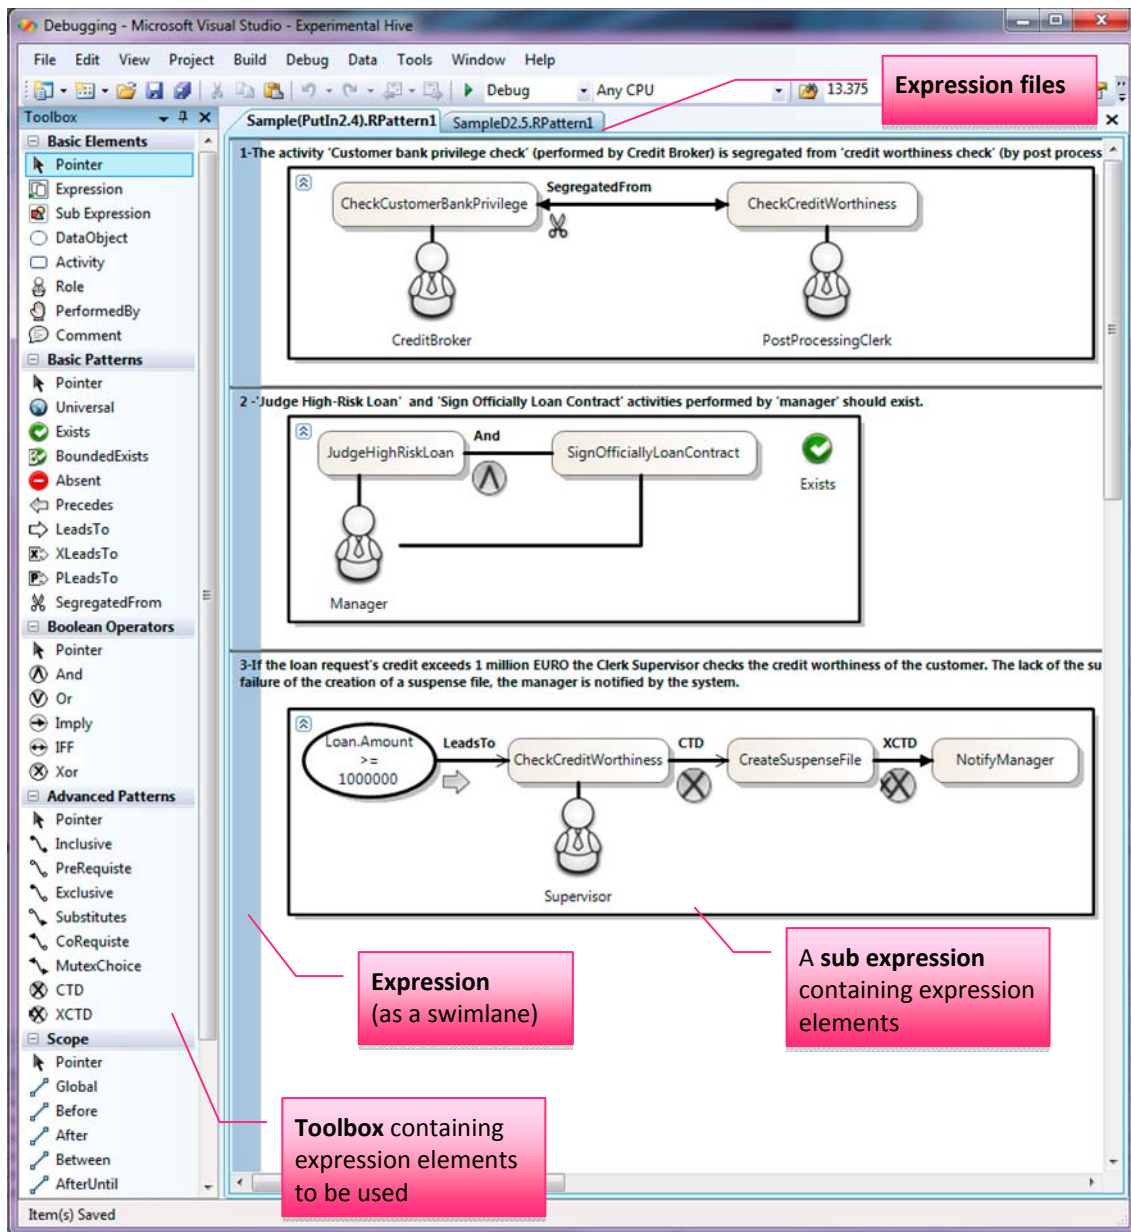 Debugging - Microsoft Visual Studio - Experimental Hive
File Edit View Project Build Debug Data Tools Window Help
Debug Any CPU 13.375
Expression files
Toolbox
Sample(PutIn2.4).RPattern1 SampleD2.5.RPattern1
Basic Elements
Pointer
Expression
Sub Expression
DataObject
Activity
Role
PerformedBy
Comment
Basic Patterns
Pointer
Universal
Exists
BoundedExists
Absent
Precedes
LeadsTo
XLeadsTo
PLeadsTo
SegregatedFrom
Boolean Operators
Pointer
And
Or
Imply
IFF
Xor
Advanced Patterns
Pointer
Inclusive
PreRequiste
Exclusive
Substitutes
CoRequiste
MutexChoice
CTD
XCTD
Scope
Pointer
Global
Before
After
Between
AfterUntil
1-The activity 'Customer bank privilege check' (performed by Credit Broker) is segregated from 'credit worthiness check' (by post process
CheckCustomerBankPrivilege
SegregatedFrom
CheckCreditWorthiness
CreditBroker
PostProcessingClerk
2 -'Judge High-Risk Loan' and 'Sign Officially Loan Contract' activities performed by 'manager' should exist.
JudgeHighRiskLoan
And
SignOfficiallyLoanContract
Exists
Manager
3-If the loan request's credit exceeds 1 million EURO the Clerk Supervisor checks the credit worthiness of the customer. The lack of the su
failure of the creation of a suspense file, the manager is notified by the system.
Loan.Amount
>=
1000000
LeadsTo
CheckCreditWorthiness
CTD
CreateSuspenseFile
XCTD
NotifyManager
Supervisor
Expression
(as a swimlane)
A sub expression
containing expression
elements
Toolbox containing
expression elements
to be used
Item(s) Saved